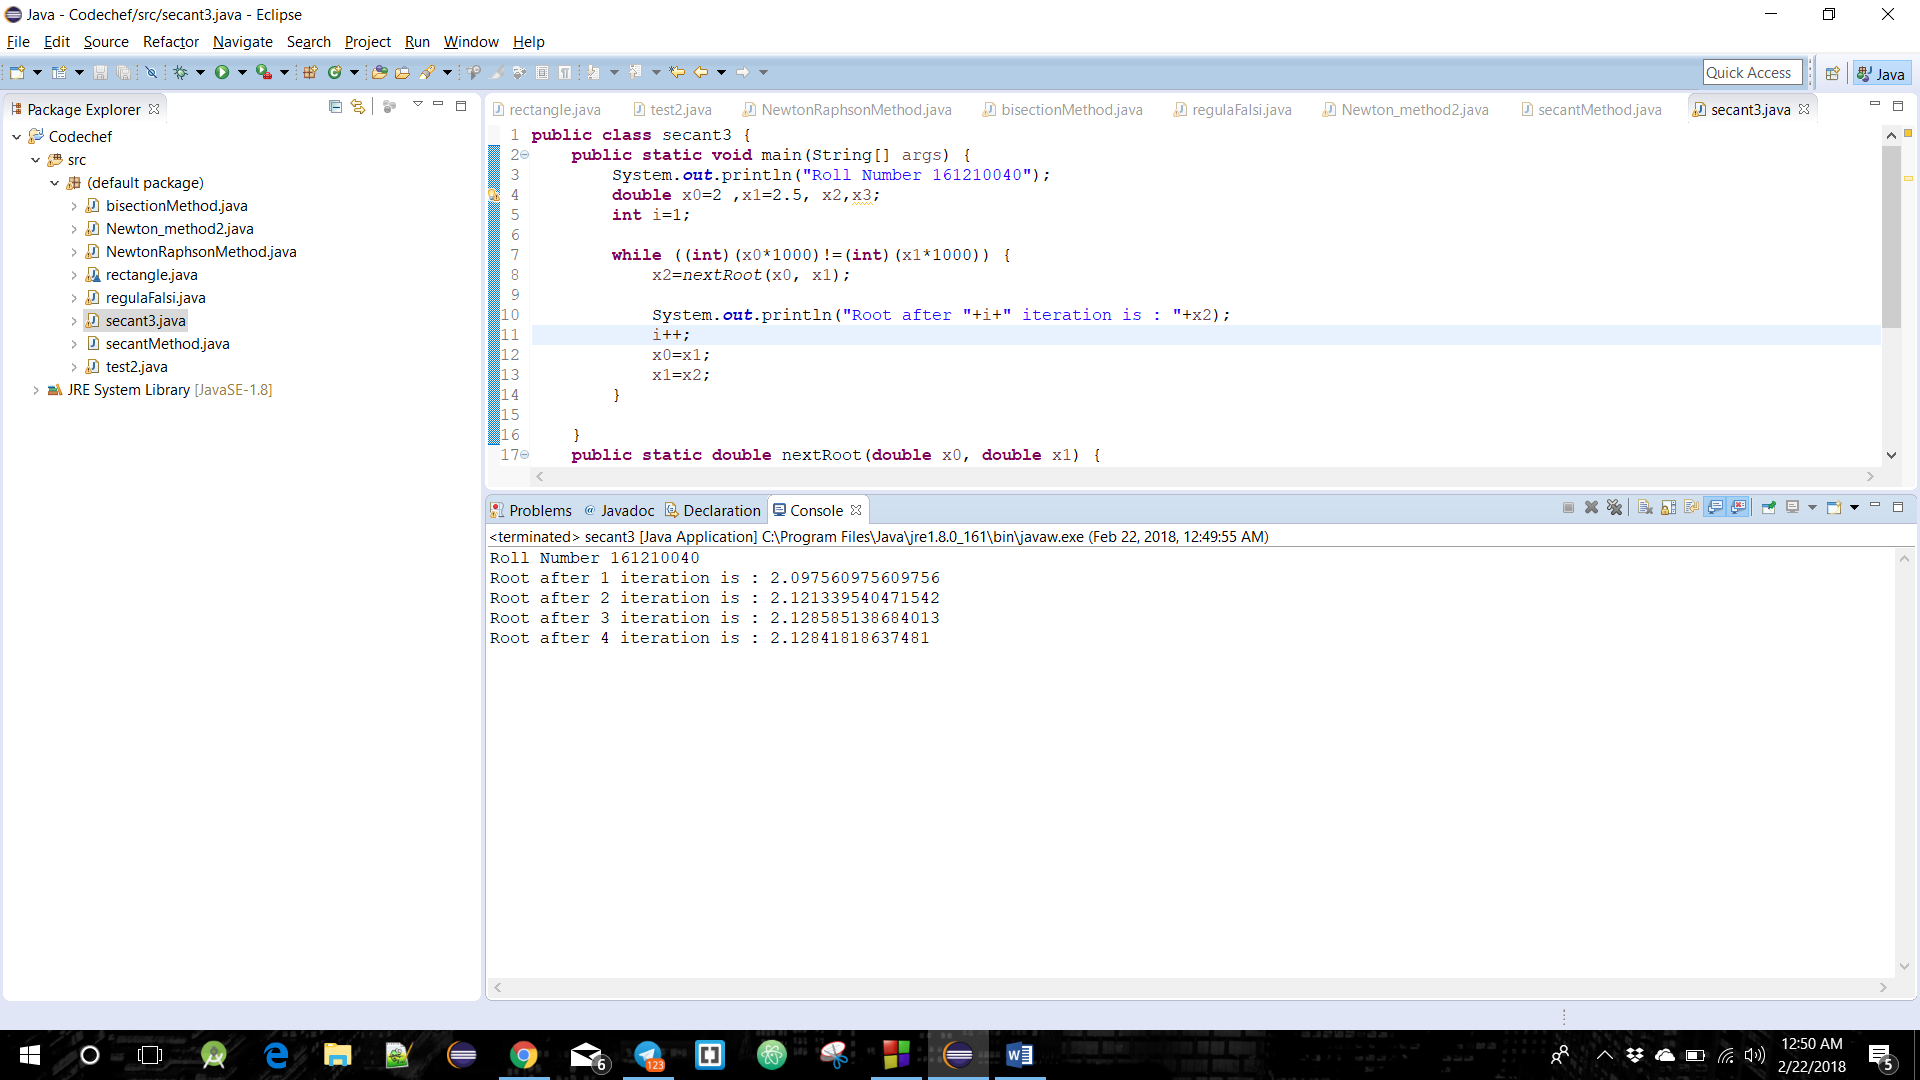 Java - Codechef/src/secant3.java - Eclipse
File Edit Source Refactor Navigate Search Project Run Window Help
Quick Access
Java
Package Explorer
Codechef
src
(default package)
bisectionMethod.java
Newton_method2.java
NewtonRaphsonMethod.java
rectangle.java
regulaFalsi.java
secant3.java
secantMethod.java
test2.java
JRE System Library [JavaSE-1.8]
rectangle.java test2.java NewtonRaphsonMethod.java bisectionMethod.java regulaFalsi.java Newton_method2.java secantMethod.java secant3.java
1 public class secant3 {
2 public static void main(String[] args) {
3 System.out.println("Roll Number 161210040");
4 double x0=2 ,x1=2.5, x2,x3;
5 int i=1;
6
7 while ((int)(x0*1000)!=(int)(x1*1000)) {
8 x2=nextRoot(x0, x1);
9
10 System.out.println("Root after "+i+" iteration is : "+x2);
11 i++;
12 x0=x1;
13 x1=x2;
14 }
15
16 }
17 public static double nextRoot(double x0, double x1) {
Problems @ Javadoc Declaration Console
<terminated> secant3 [Java Application] C:\Program Files\Java\jre1.8.0_161\bin\javaw.exe (Feb 22, 2018, 12:49:55 AM)
Roll Number 161210040
Root after 1 iteration is : 2.097560975609756
Root after 2 iteration is : 2.121339540471542
Root after 3 iteration is : 2.128585138684013
Root after 4 iteration is : 2.12841818637481
6
123
12:50 AM
2/22/2018
5